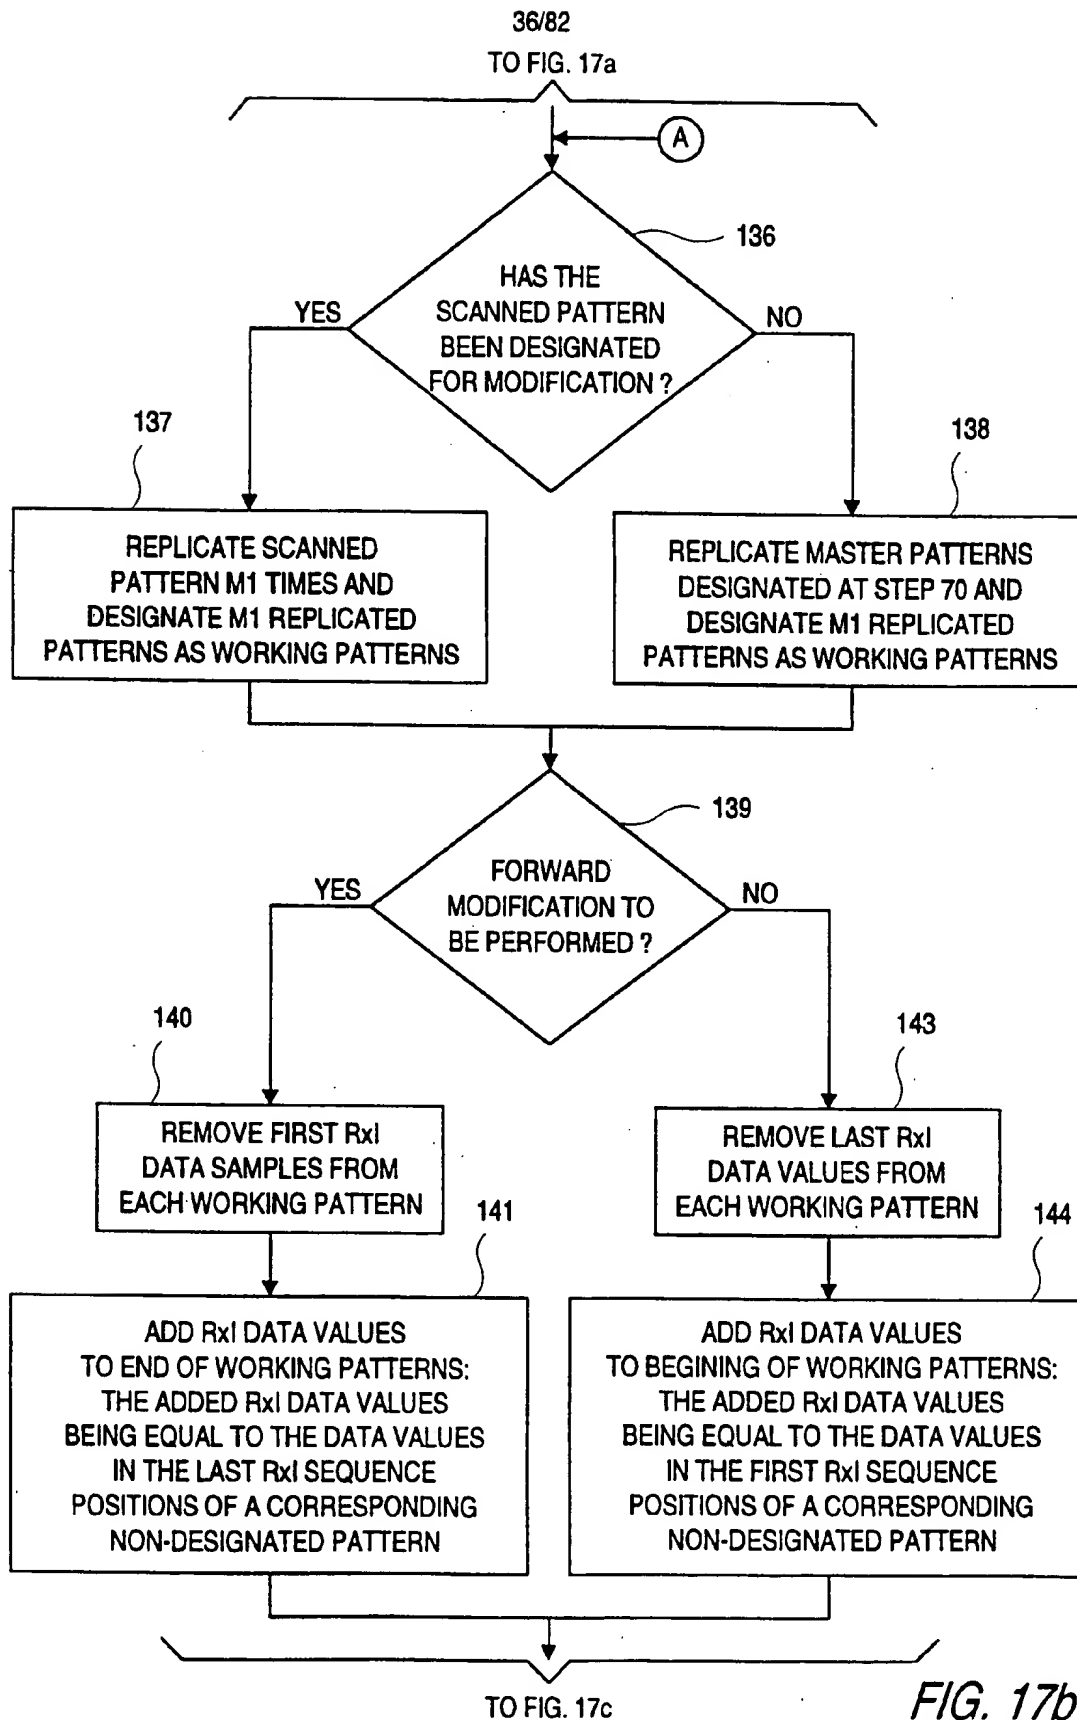 36/82
TO FIG. 17a
A
136
HAS THE
SCANNED PATTERN
BEEN DESIGNATED
FOR MODIFICATION ?
YES
NO
137
138
REPLICATE SCANNED
PATTERN M1 TIMES AND
DESIGNATE M1 REPLICATED
PATTERNS AS WORKING PATTERNS
REPLICATE MASTER PATTERNS
DESIGNATED AT STEP 70 AND
DESIGNATE M1 REPLICATED
PATTERNS AS WORKING PATTERNS
139
FORWARD
MODIFICATION TO
BE PERFORMED ?
YES
NO
140
143
REMOVE FIRST RxI
DATA SAMPLES FROM
EACH WORKING PATTERN
REMOVE LAST RxI
DATA VALUES FROM
EACH WORKING PATTERN
141
144
ADD RxI DATA VALUES
TO END OF WORKING PATTERNS:
THE ADDED RxI DATA VALUES
BEING EQUAL TO THE DATA VALUES
IN THE LAST RxI SEQUENCE
POSITIONS OF A CORRESPONDING
NON-DESIGNATED PATTERN
ADD RxI DATA VALUES
TO BEGINING OF WORKING PATTERNS:
THE ADDED RxI DATA VALUES
BEING EQUAL TO THE DATA VALUES
IN THE FIRST RxI SEQUENCE
POSITIONS OF A CORRESPONDING
NON-DESIGNATED PATTERN
TO FIG. 17c
FIG. 17b